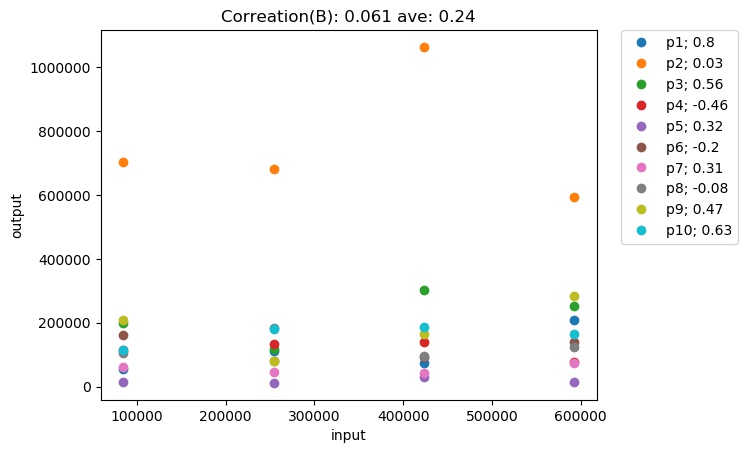 Correation(B): 0.061 ave: 0.24
output
1000000
800000
600000
400000
200000
0
100000
200000
300000
400000
500000
600000
input
p1; 0.8
p2; 0.03
p3; 0.56
p4; -0.46
p5; 0.32
p6; -0.2
p7; 0.31
p8; -0.08
p9; 0.47
p10; 0.63